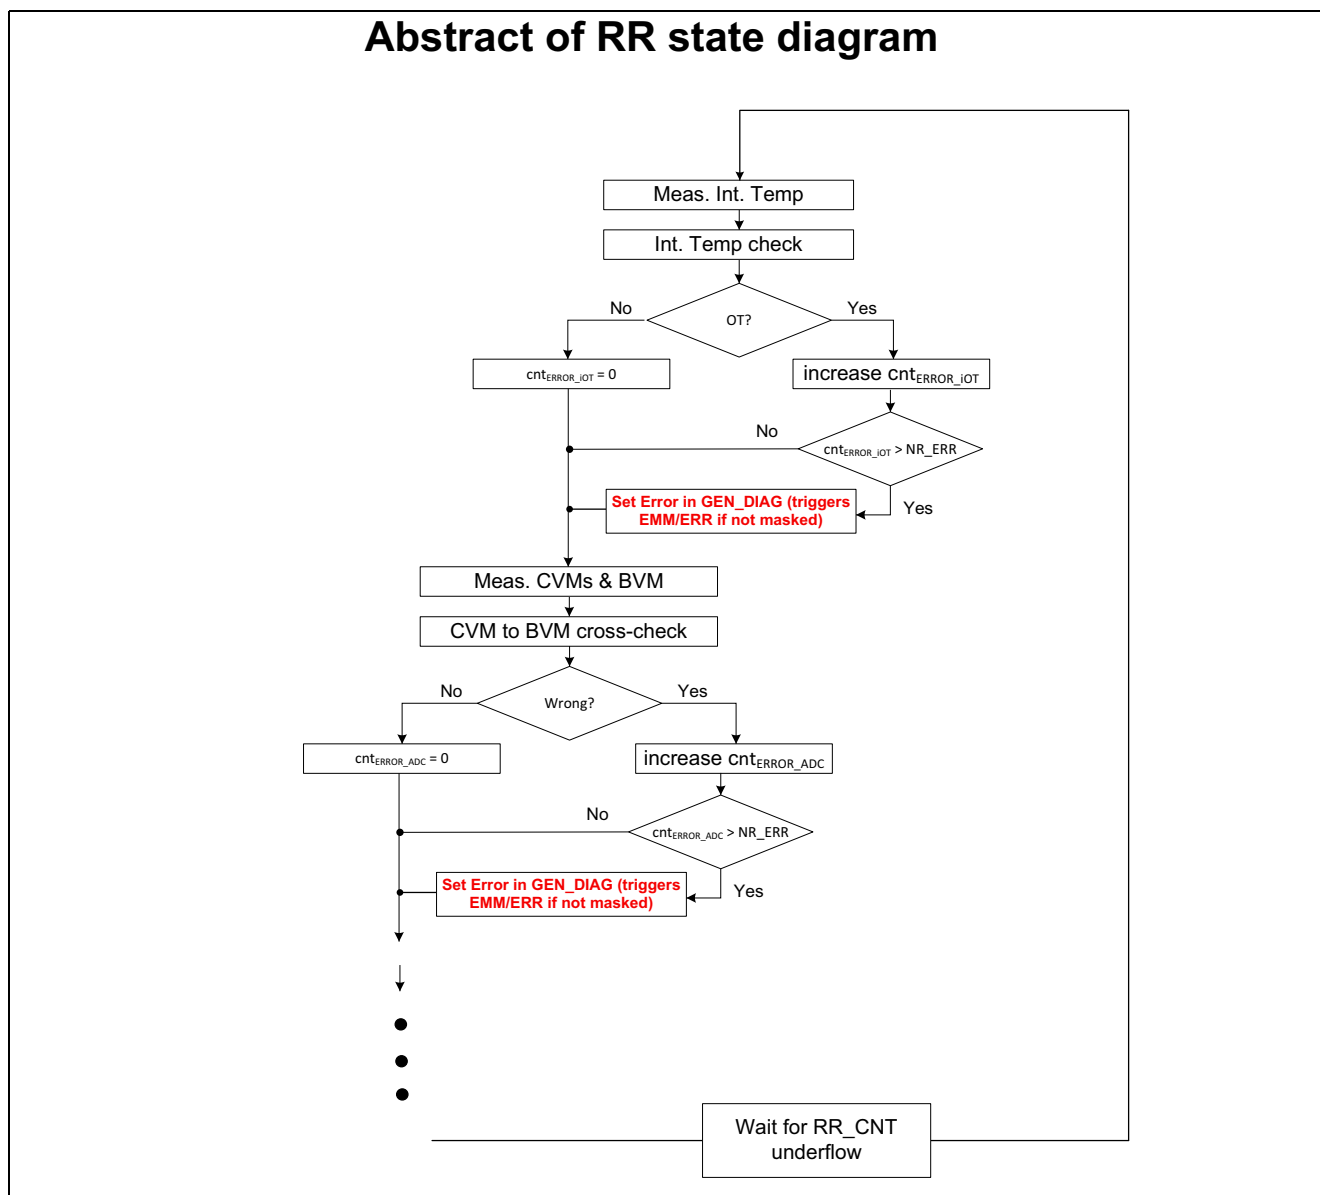 Abstract of RR state diagram
Meas. Int. Temp
Int. Temp check
No
OT?
Yes
cntERROR_iOT = 0
increase cntERROR_iOT
No
cntERROR_iOT > NR_ERR
Set Error in GEN_DIAG (triggers
EMM/ERR if not masked)
Yes
Meas. CVMs & BVM
CVM to BVM cross-check
No
Wrong?
Yes
cntERROR_ADC = 0
increase cntERROR_ADC
No
cntERROR_ADC > NR_ERR
Set Error in GEN_DIAG (triggers
EMM/ERR if not masked)
Yes
Wait for RR_CNT
underflow